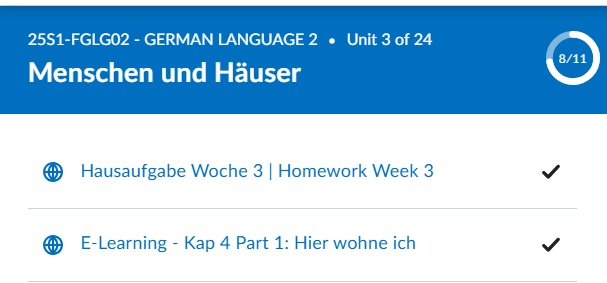 25S1-FGLG02 - GERMAN LANGUAGE 2 • Unit 3 of 24
Menschen und Häuser
8/11
Hausaufgabe Woche 3 | Homework Week 3
E-Learning - Kap 4 Part 1: Hier wohne ich